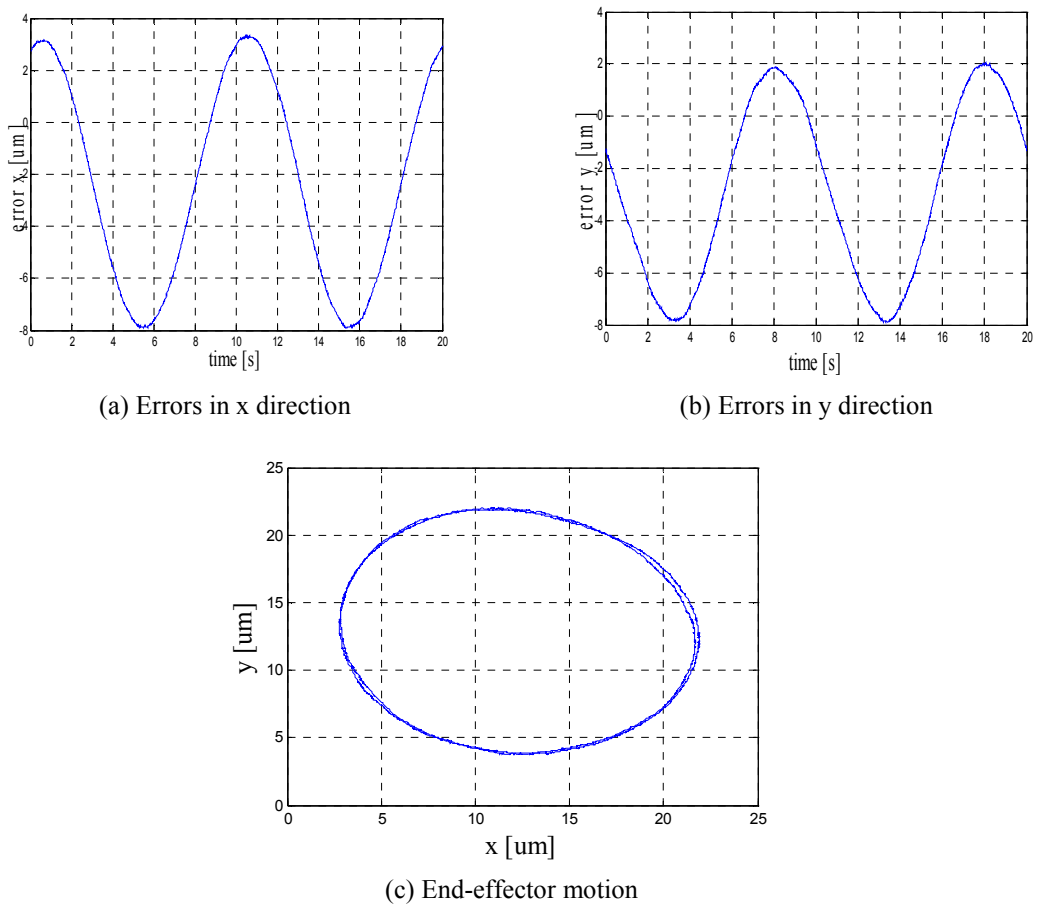 4
2
0
-2
-4
-6
-8
error x [um]
0 2 4 6 8 10 12 14 16 18 20
time [s]
(a) Errors in x direction
4
2
0
-2
-4
-6
-8
error y [um]
0 2 4 6 8 10 12 14 16 18 20
time [s]
(b) Errors in y direction
25
20
15
10
5
0
y [um]
0 5 10 15 20 25
x [um]
(c) End-effector motion